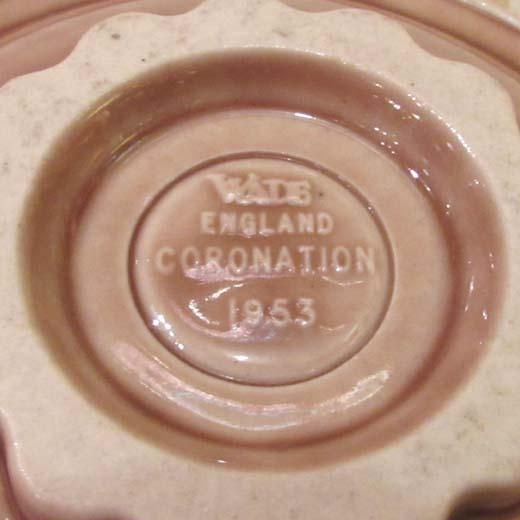 WADE
ENGLAND
CORONATION
1953